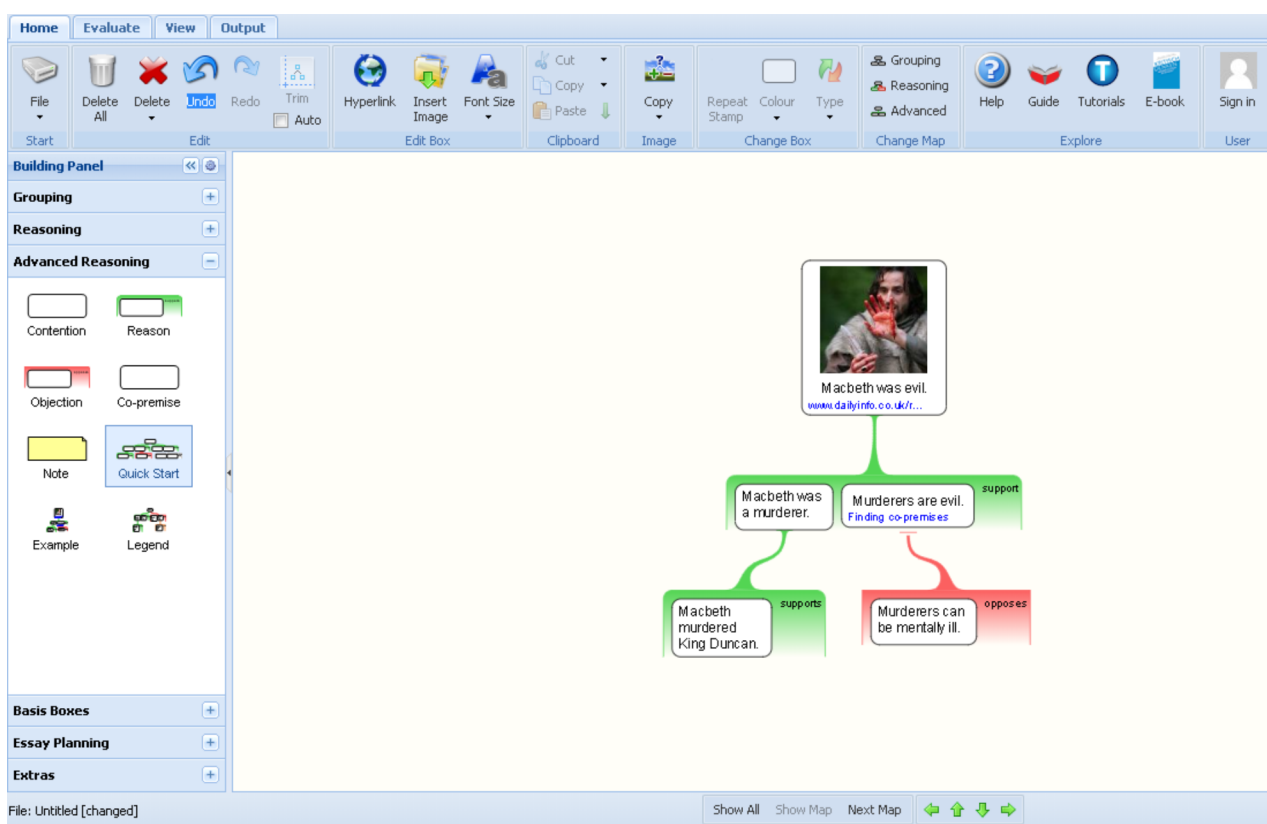 Home Evaluate View Output
File Delete All Delete Undo Redo Trim Auto Hyperlink Insert Image Font Size Cut Copy Paste Copy Repeat Stamp Colour Type Grouping Reasoning Advanced Help Guide Tutorials E-book Sign in
Start Edit Edit Box Clipboard Image Change Box Change Map Explore User
Building Panel
Grouping
Reasoning
Advanced Reasoning
Contention Reason
Objection Co-premise
Note Quick Start
Example Legend
Basis Boxes
Essay Planning
Extras
Macbeth was evil.
www.dailyinfo.co.uk/r...
Macbeth was
a murderer.
Murderers are evil.
Finding co-premises
support
Macbeth
murdered
King Duncan.
supports
Murderers can
be mentally ill.
opposes
File: Untitled [changed]
Show All Show Map Next Map